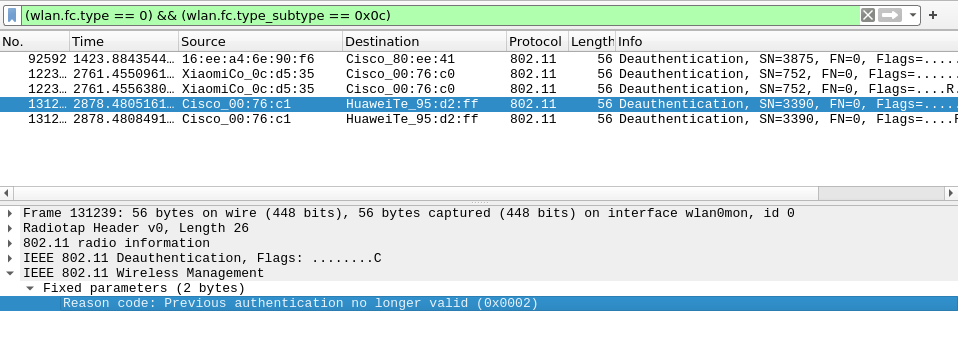 (wlan.fc.type == 0) && (wlan.fc.type_subtype == 0x0c)
No. Time Source Destination Protocol Length Info
92592 1423.8843544… 16:ee:a4:6e:90:f6 Cisco_80:ee:41 802.11 56 Deauthentication, SN=3875, FN=0, Flags=.....
1223… 2761.4550961… XiaomiCo_0c:d5:35 Cisco_00:76:c0 802.11 56 Deauthentication, SN=752, FN=0, Flags=......
1223… 2761.4556380… XiaomiCo_0c:d5:35 Cisco_00:76:c0 802.11 56 Deauthentication, SN=752, FN=0, Flags=....R.
1312… 2878.4805161… Cisco_00:76:c1 HuaweiTe_95:d2:ff 802.11 56 Deauthentication, SN=3390, FN=0, Flags=.....
1312… 2878.4808491… Cisco_00:76:c1 HuaweiTe_95:d2:ff 802.11 56 Deauthentication, SN=3390, FN=0, Flags=....R
Frame 131239: 56 bytes on wire (448 bits), 56 bytes captured (448 bits) on interface wlan0mon, id 0
Radiotap Header v0, Length 26
802.11 radio information
IEEE 802.11 Deauthentication, Flags: ........C
IEEE 802.11 Wireless Management
Fixed parameters (2 bytes)
Reason code: Previous authentication no longer valid (0x0002)